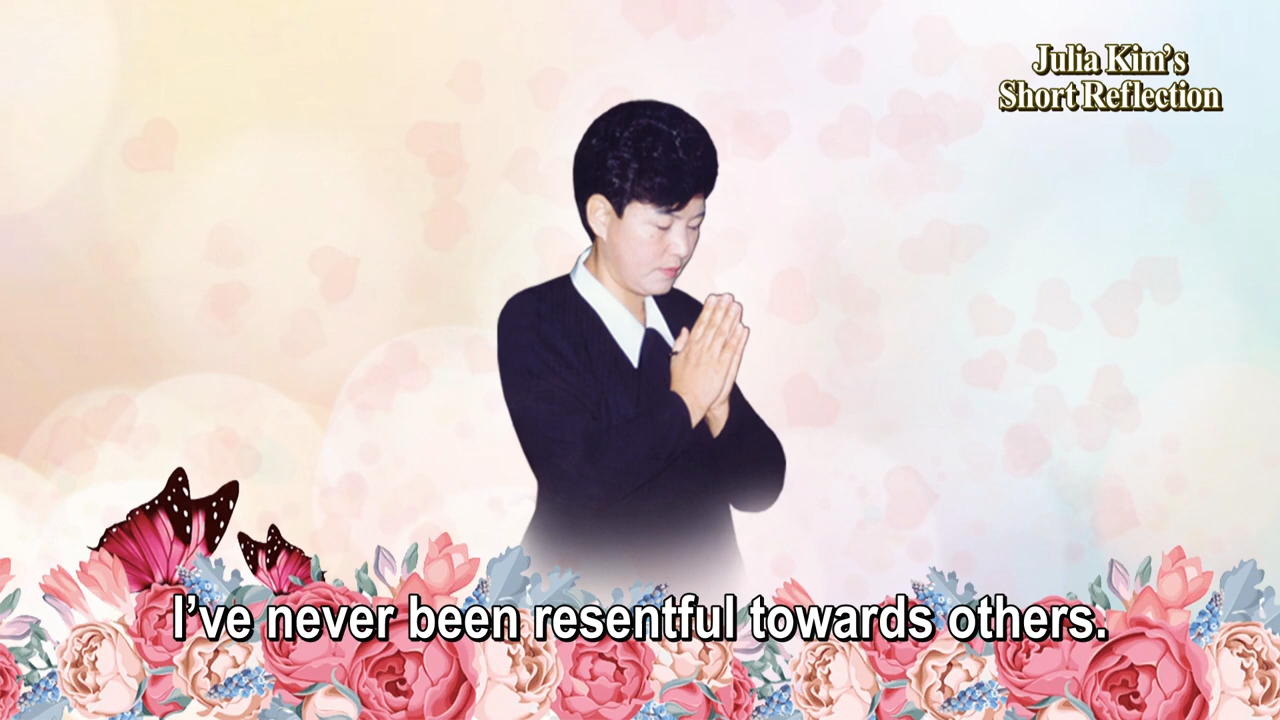 Julia Kim's
Short Reflection
I've never been resentful towards others.